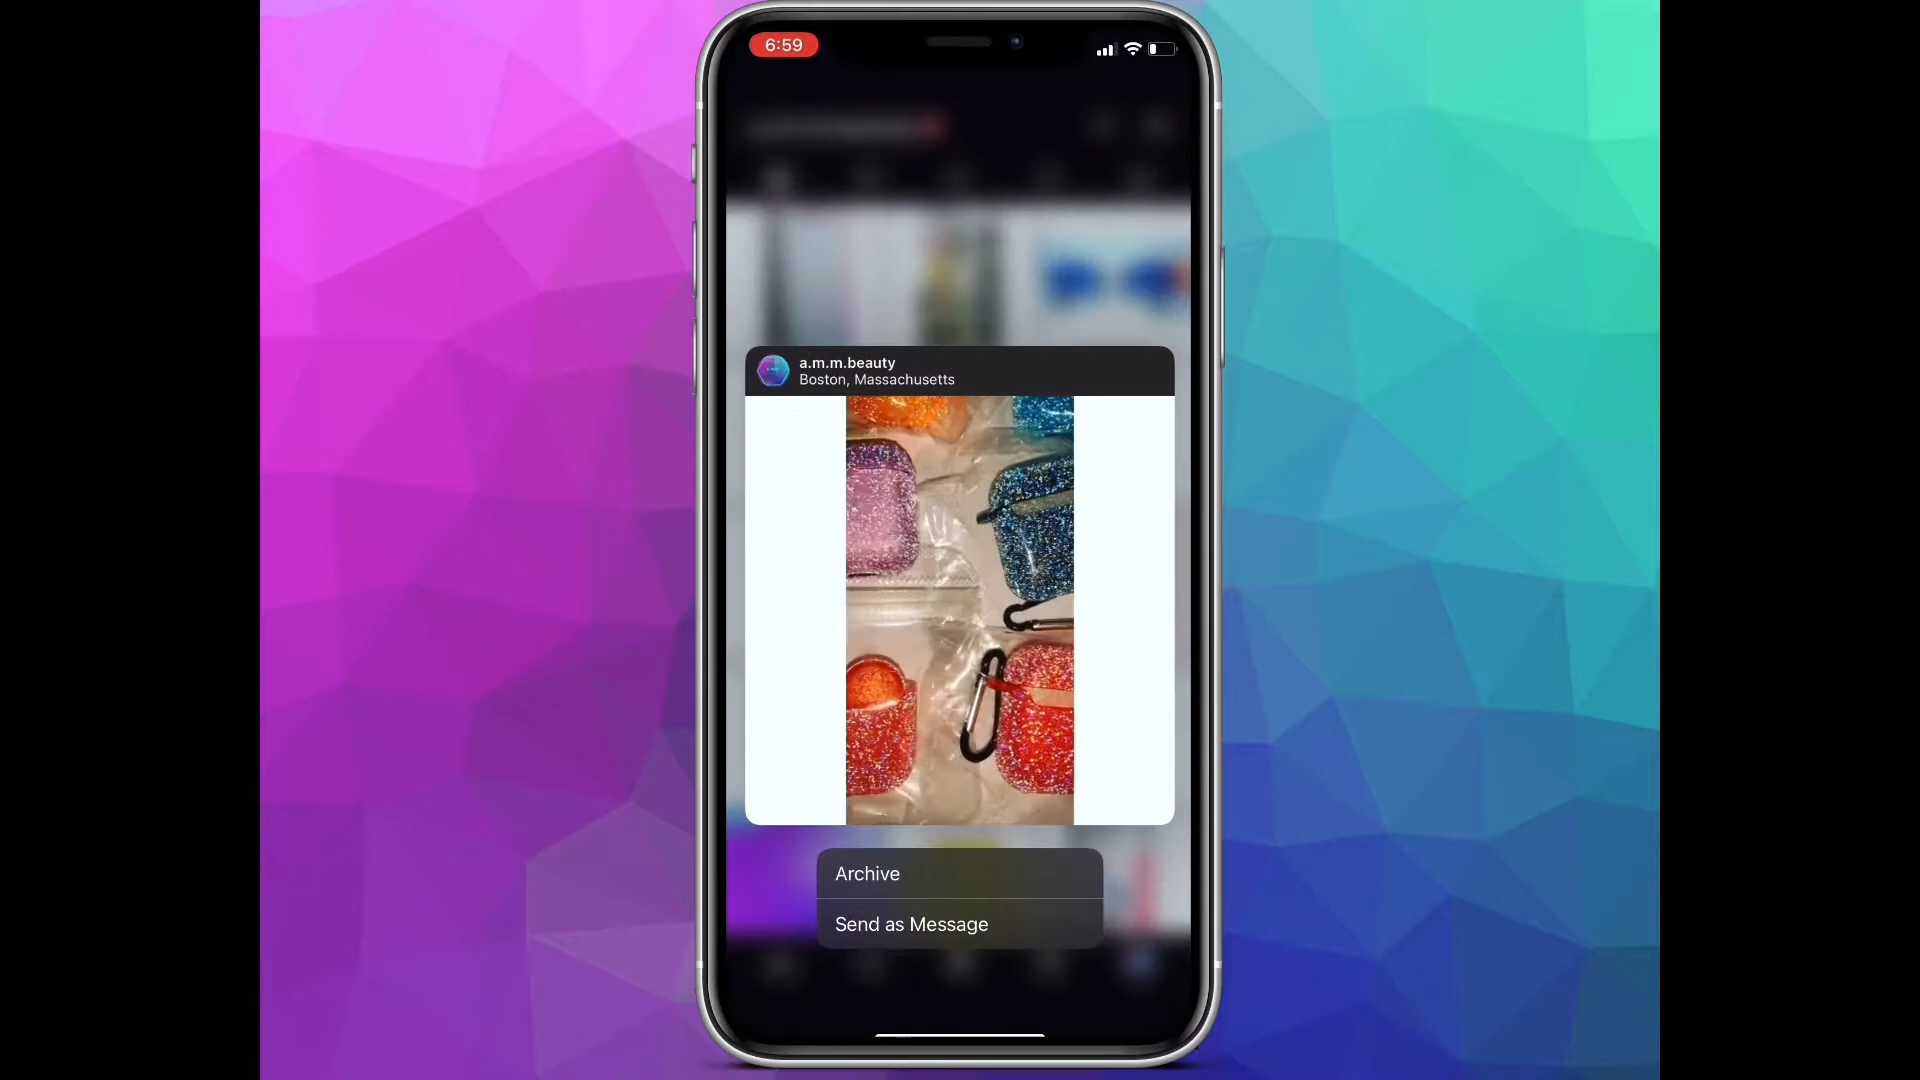 6:59
a.m.m.beauty
Boston, Massachusetts
Archive
Send as Message